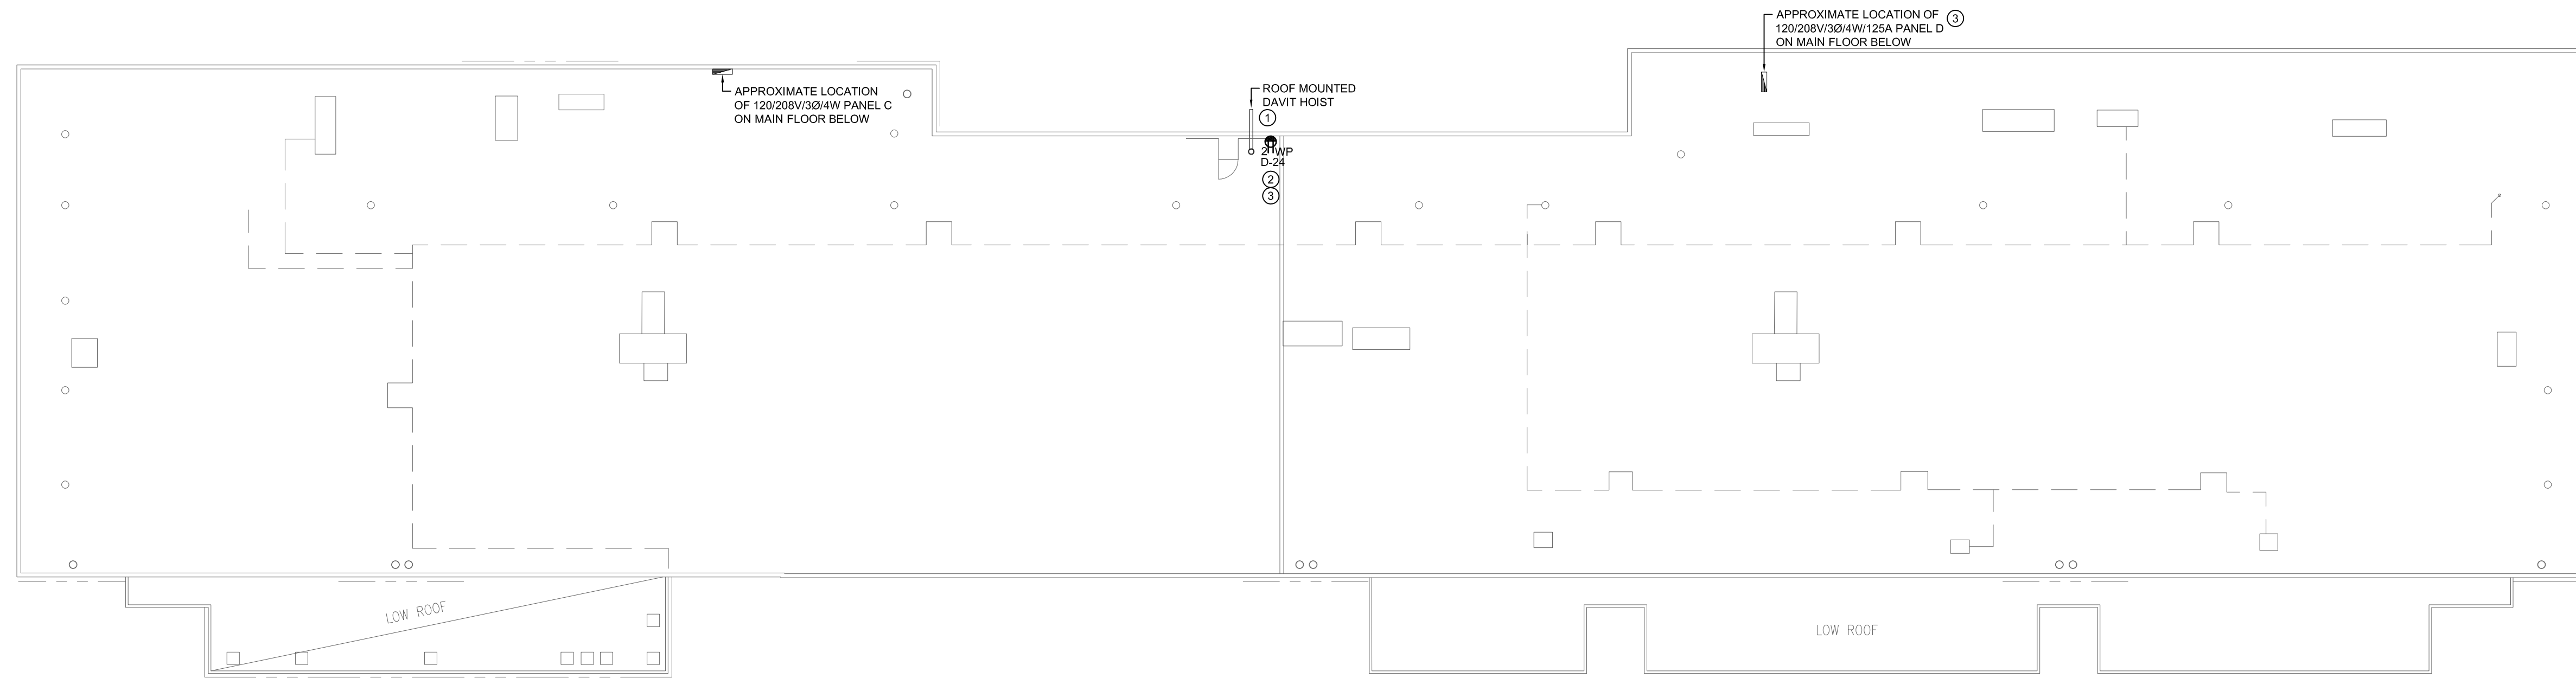 APPROXIMATE LOCATION OF 3
120/208V/3Ø/4W/125A PANEL D
ON MAIN FLOOR BELOW
APPROXIMATE LOCATION
OF 120/208V/3Ø/4W PANEL C
ON MAIN FLOOR BELOW
ROOF MOUNTED
DAVIT HOIST
1
2 WP
D-24
2
3
LOW ROOF
LOW ROOF